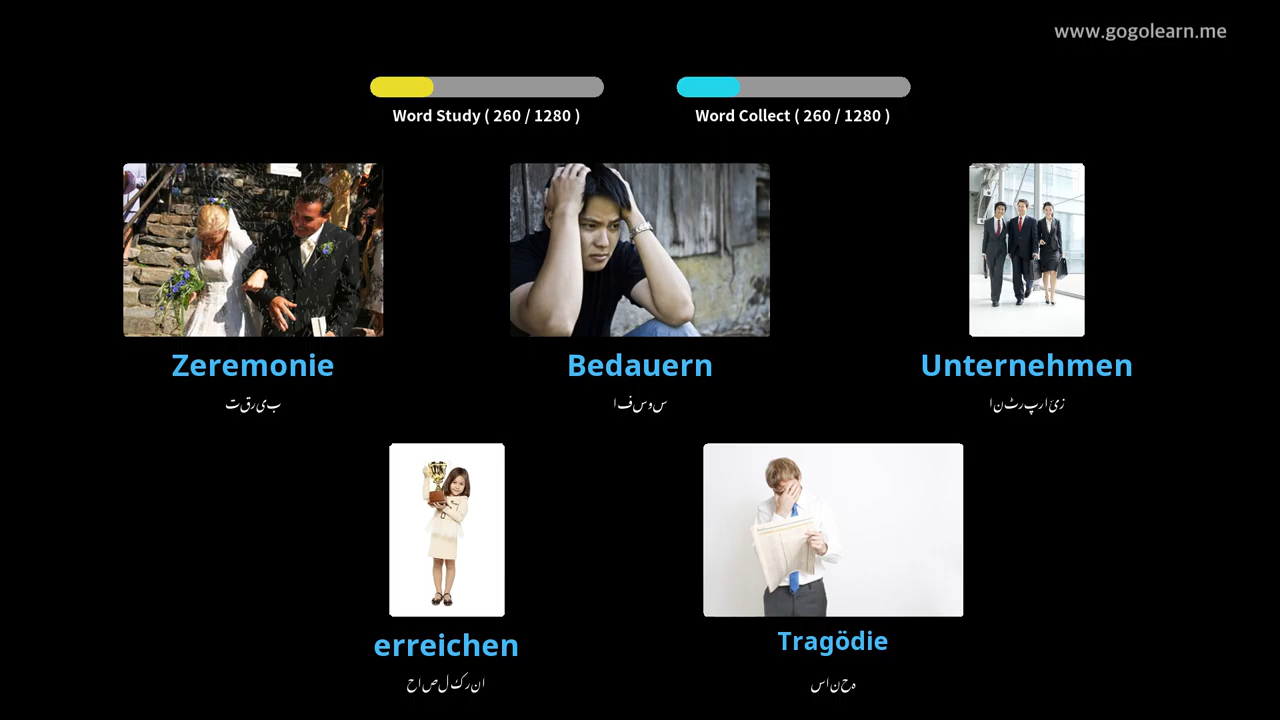 www.gogolearn.me
Word Study ( 260 / 1280 )
Word Collect ( 260 / 1280 )
Zeremonie
تقریب
Bedauern
افسوس
Unternehmen
انٹرپرائز
erreichen
حاصل کرنا
Tragödie
سانحہ